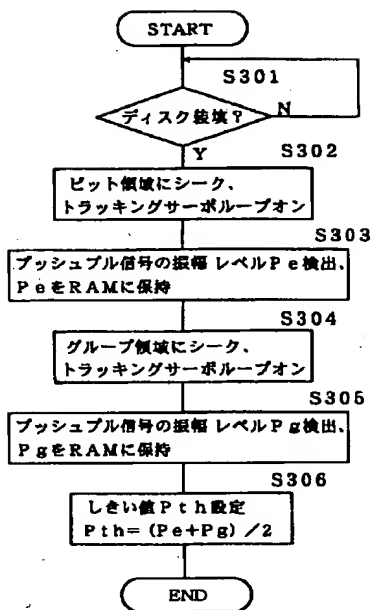 START
S301
ディスク装填?
N
Y
S302
ピット領域にシーク、
トラッキングサーボループオン
S303
プッシュプル信号の振幅 レベルPe検出、
PeをRAMに保持
S304
グループ領域にシーク、
トラッキングサーボループオン
S305
プッシュプル信号の振幅 レベルPg検出、
PgをRAMに保持
S306
しきい値Pth設定
Pth=(Pe+Pg)/2
END